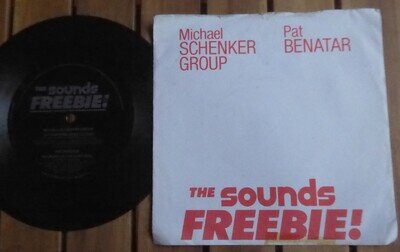 THE sounds
FREEBIE!
Michael
SCHENKER
GROUP
Pat
BENATAR
THE sounds
FREEBIE!